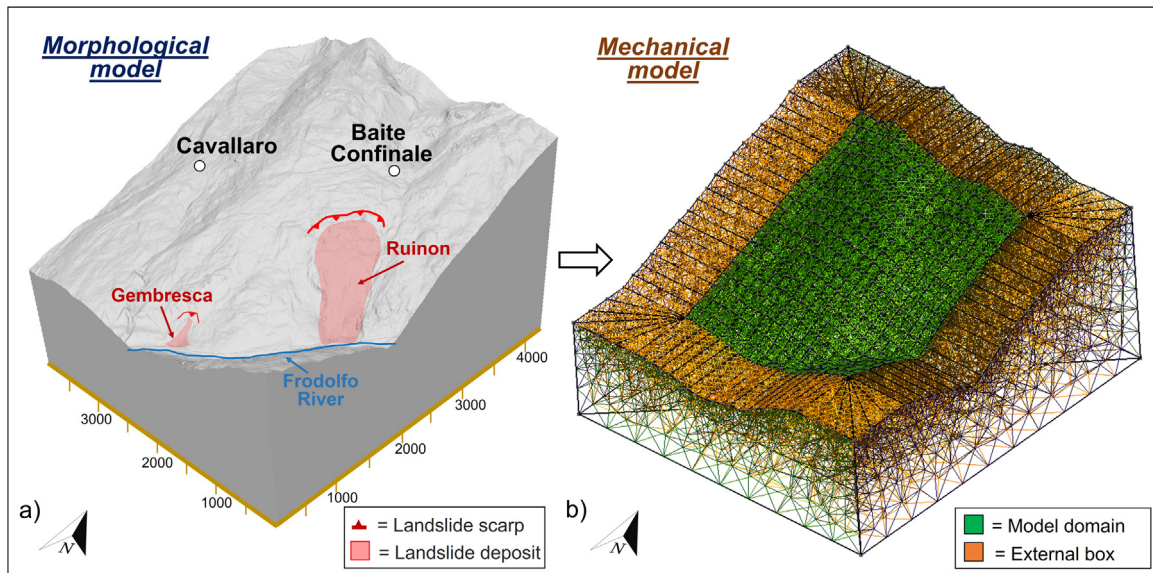 Morphological
model
Cavallaro
Baite
Confinale
Ruinon
Gembresca
Frodolfo
River
3000
2000
1000
1000
2000
3000
4000
a)
N
= Landslide scarp
= Landslide deposit
Mechanical
model
b)
N
= Model domain
= External box